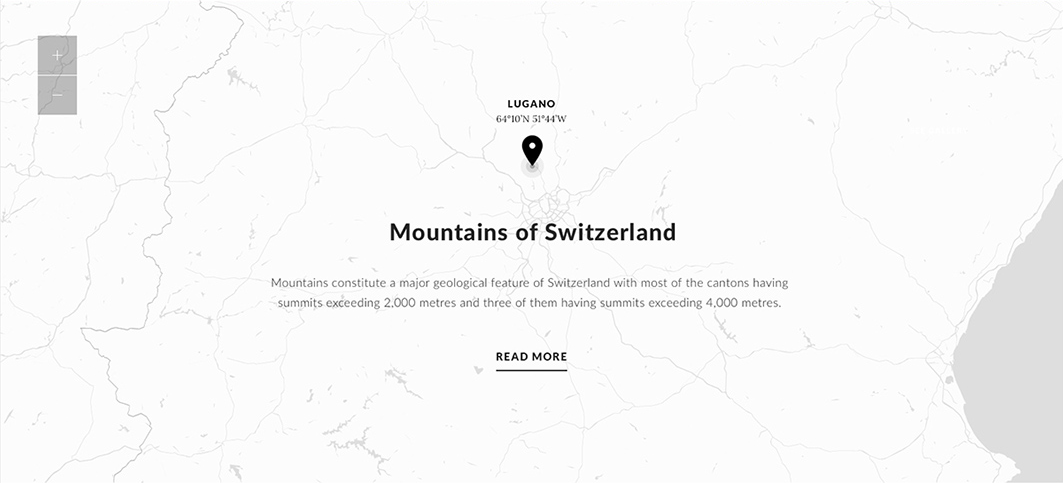 +
−
LUGANO
64°10'N 51°44'W
Mountains of Switzerland
Mountains constitute a major geological feature of Switzerland with most of the cantons having
summits exceeding 2,000 metres and three of them having summits exceeding 4,000 metres.
READ MORE